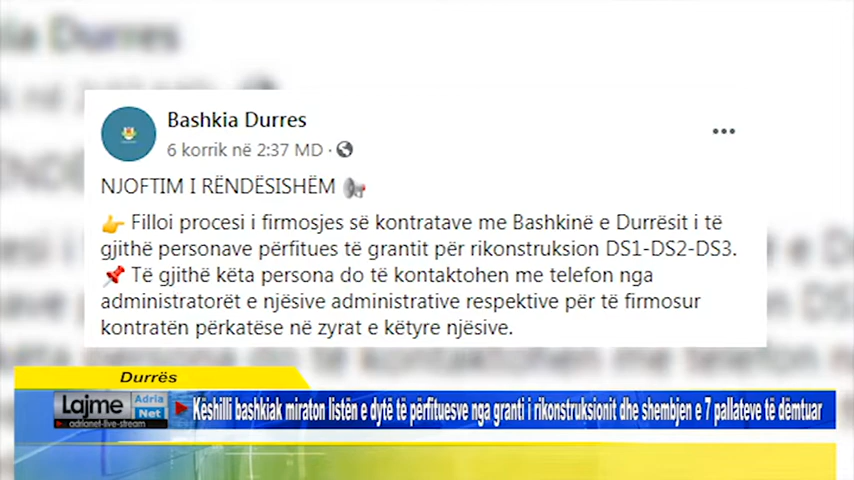 Bashkia Durres
6 korrik në 2:37 MD ·
NJOFTIM I RËNDËSISHËM
Filloi procesi i firmosjes së kontratave me Bashkinë e Durrësit i të
gjithë personave përfitues të grantit për rikonstruksion DS1-DS2-DS3.
Të gjithë këta persona do të kontaktohen me telefon nga
administratorët e njësive administrative respektive për të firmosur
kontratën përkatëse në zyrat e këtyre njësive.
Durrës
Lajme Adria Net
adrianet-live-stream
Këshilli bashkiak miraton listën e dytë të përfituesve nga granti i rikonstruksionit dhe shembjen e 7 pallateve të dëmtuar